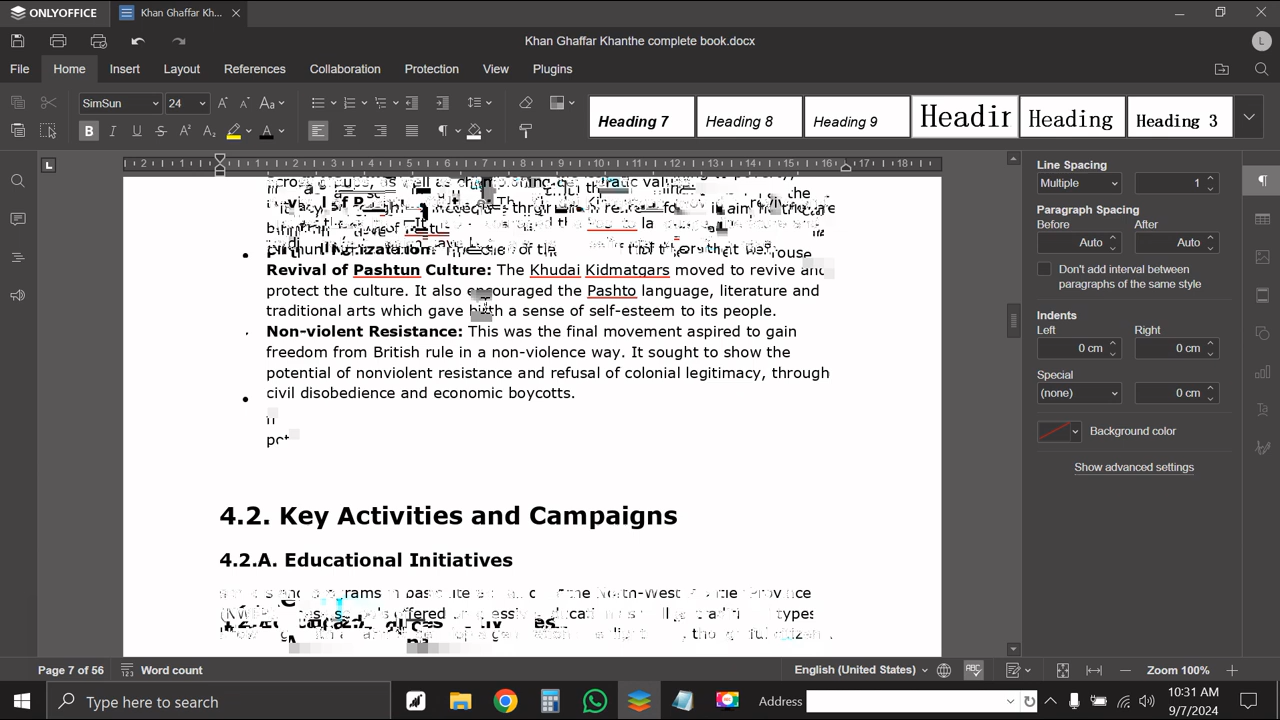 ONLYOFFICE
Khan Ghaffar Kh...
Khan Ghaffar Khanthe complete book.docx
L
File Home Insert Layout References Collaboration Protection View Plugins
SimSun 24
Heading 7 Heading 8 Heading 9 Headir Heading Heading 3
Revival of Pashtun Culture: The Khudai Kidmatgars moved to revive and
protect the culture. It also encouraged the Pashto language, literature and
traditional arts which gave birth a sense of self-esteem to its people.
Non-violent Resistance: This was the final movement aspired to gain
freedom from British rule in a non-violence way. It sought to show the
potential of nonviolent resistance and refusal of colonial legitimacy, through
civil disobedience and economic boycotts.
4.2. Key Activities and Campaigns
4.2.A. Educational Initiatives
Line Spacing
Multiple 1
Paragraph Spacing
Before After
Auto Auto
Don't add interval between
paragraphs of the same style
Indents
Left Right
0 cm 0 cm
Special
(none) 0 cm
Background color
Show advanced settings
Page 7 of 56 Word count English (United States) Zoom 100%
Type here to search Address 10:31 AM
9/7/2024